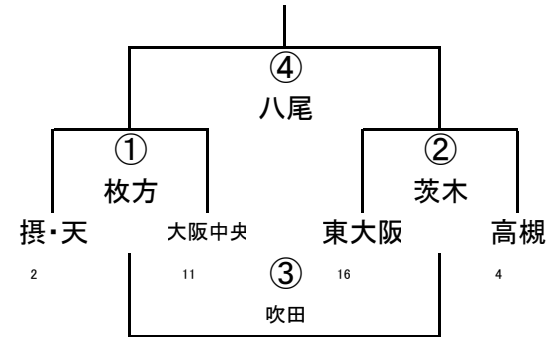 ④
八尾
① ②
枚方 茨木
摂・天 大阪中央 東大阪 高槻
2 11 ③ 16 4
吹田